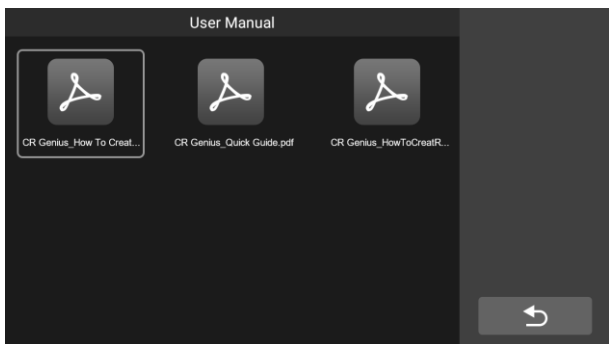 User Manual
CR Genius_How To Creat...
CR Genius_Quick Guide.pdf
CR Genius_HowToCreatR...